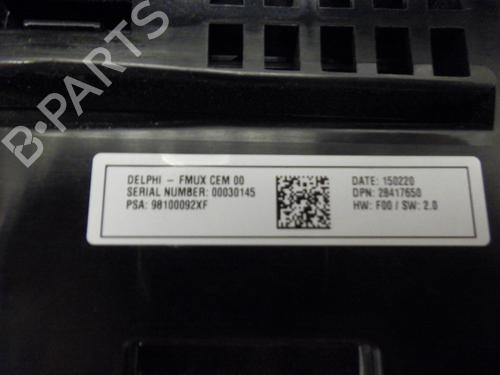 B-PARTS
DELPHI - FMUX CEM 00
SERIAL NUMBER: 00030145
PSA: 98100092XF
DATE: 150220
DPN: 28417650
HW: F00 / SW: 2.0